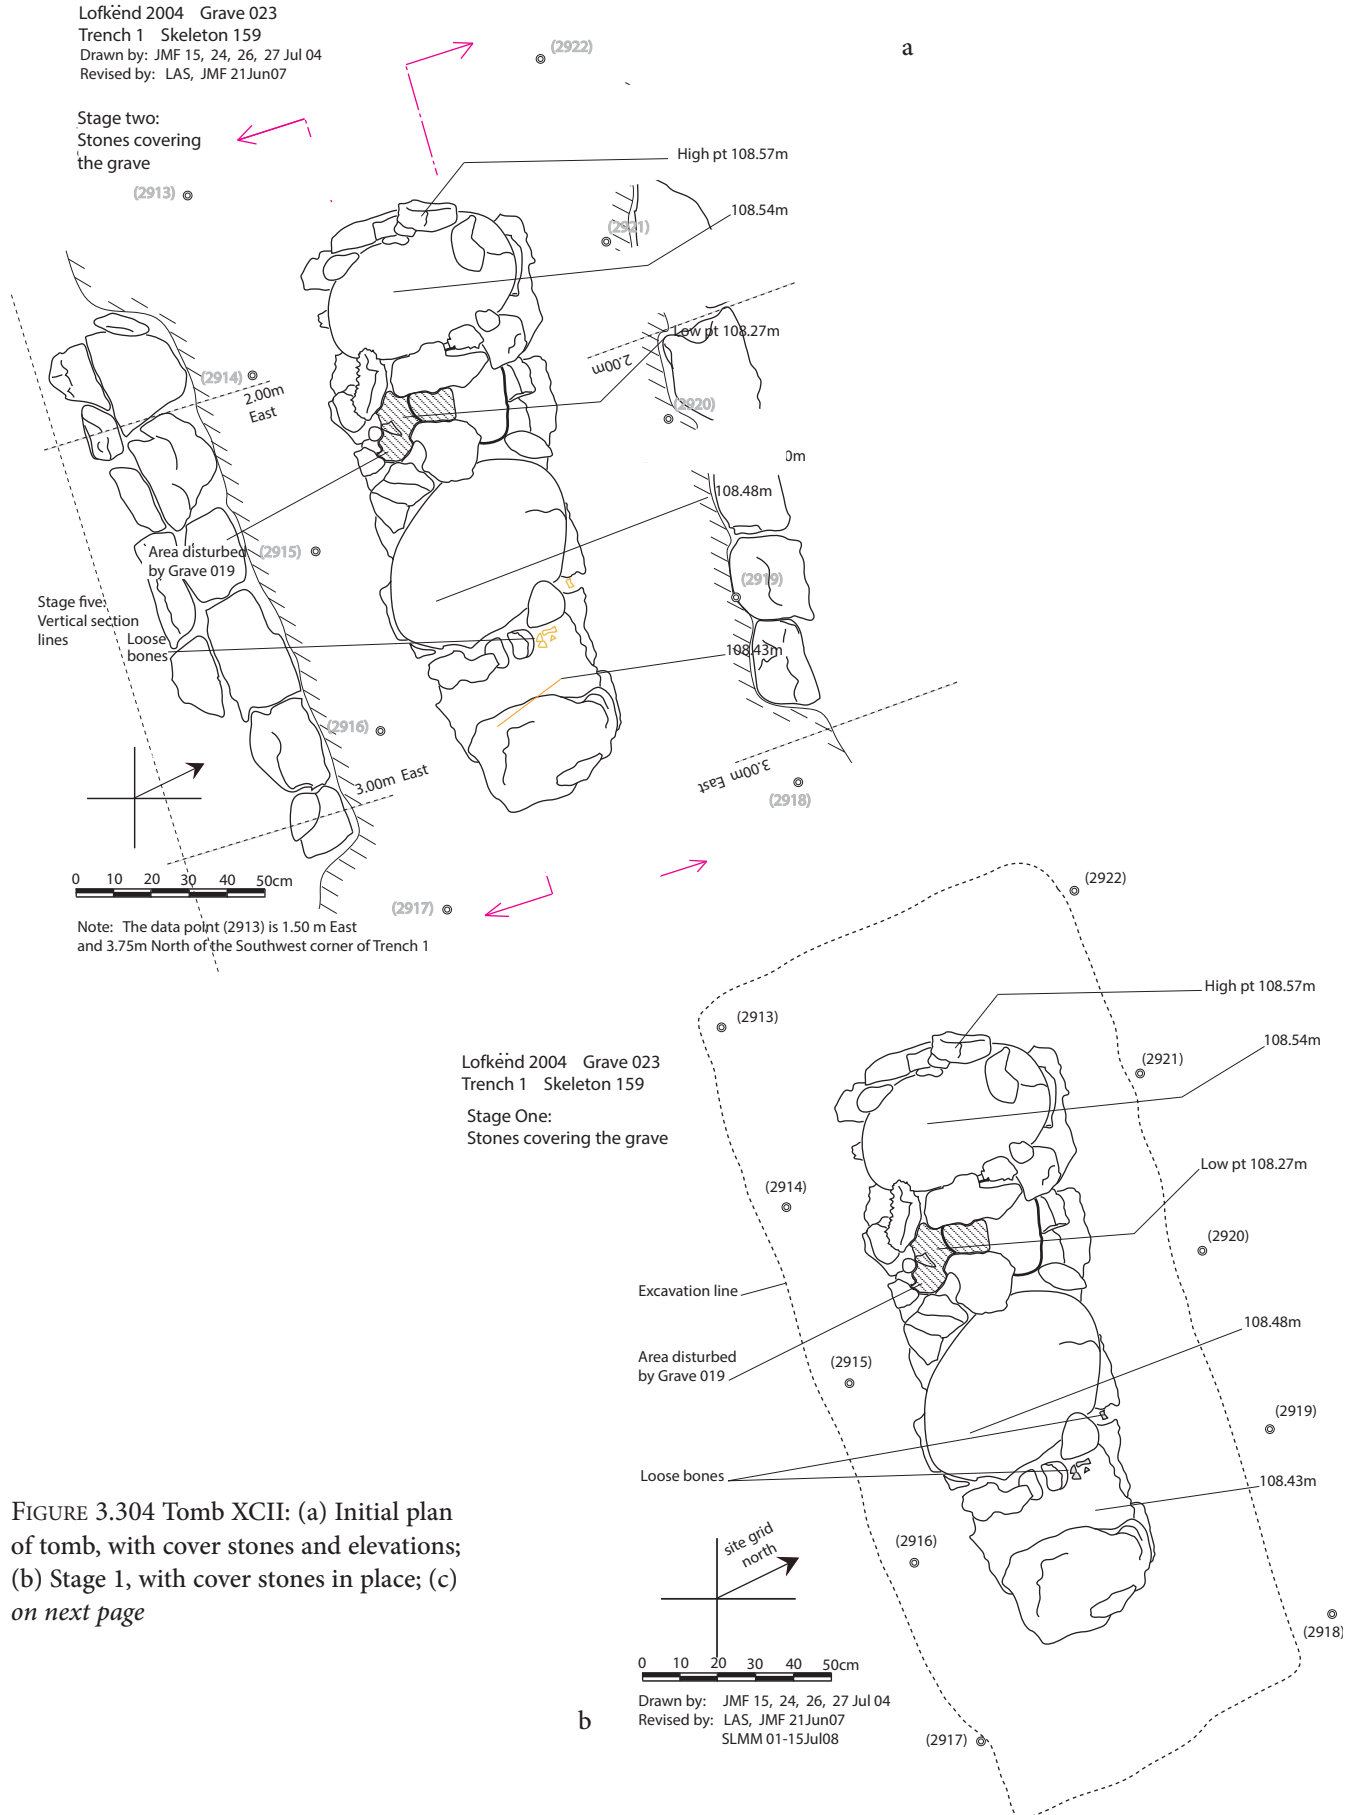 Lofkënd 2004 Grave 023
Trench 1 Skeleton 159
Drawn by: JMF 15, 24, 26, 27 Jul 04
Revised by: LAS, JMF 21Jun07
a
(2922)
Stage two:
Stones covering
the grave
High pt 108.57m
(2913)
108.54m
(2921)
Low pt 108.27m
2.00m
(2914)
2.00m
East
(2920)
0m
108.48m
Area disturbed
by Grave 019
(2915)
(2919)
Stage five:
Vertical section
lines
Loose
bones
108.43m
(2916)
3.00m East
3.00m East
(2918)
0 10 20 30 40 50cm
(2917)
Note: The data point (2913) is 1.50 m East
and 3.75m North of the Southwest corner of Trench 1
(2922)
High pt 108.57m
(2913)
108.54m
Lofkënd 2004 Grave 023
Trench 1 Skeleton 159
(2921)
Stage One:
Stones covering the grave
Low pt 108.27m
(2914)
(2920)
Excavation line
108.48m
Area disturbed
by Grave 019
(2915)
(2919)
Loose bones
108.43m
FIGURE 3.304 Tomb XCII: (a) Initial plan
of tomb, with cover stones and elevations;
(b) Stage 1, with cover stones in place; (c)
on next page
site grid
north
(2916)
(2918)
0 10 20 30 40 50cm
Drawn by: JMF 15, 24, 26, 27 Jul 04
Revised by: LAS, JMF 21Jun07
SLMM 01-15Jul08
b
(2917)